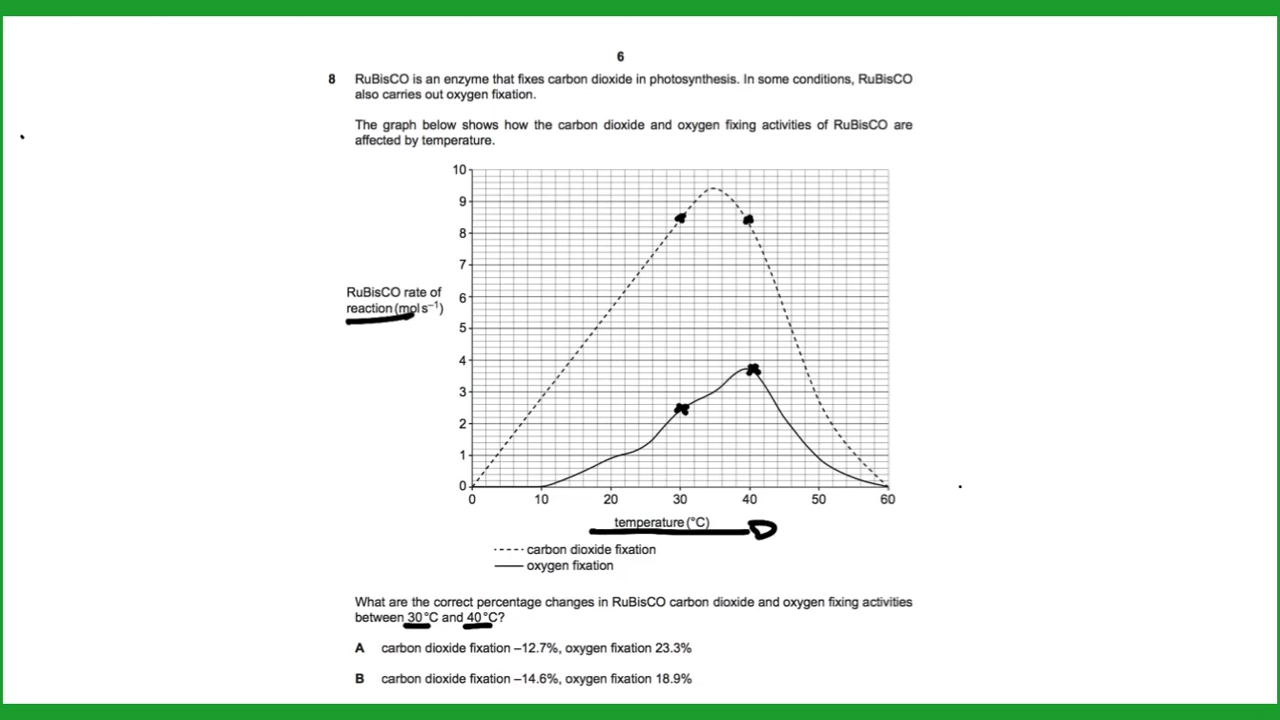 6
8 RuBisCO is an enzyme that fixes carbon dioxide in photosynthesis. In some conditions, RuBisCO
also carries out oxygen fixation.
The graph below shows how the carbon dioxide and oxygen fixing activities of RuBisCO are
affected by temperature.
10
9
8
7
6
5
4
3
2
1
0
RuBisCO rate of
reaction (mol s⁻¹)
0 10 20 30 40 50 60
temperature (°C)
carbon dioxide fixation
oxygen fixation
What are the correct percentage changes in RuBisCO carbon dioxide and oxygen fixing activities
between 30 °C and 40 °C?
A carbon dioxide fixation –12.7%, oxygen fixation 23.3%
B carbon dioxide fixation –14.6%, oxygen fixation 18.9%